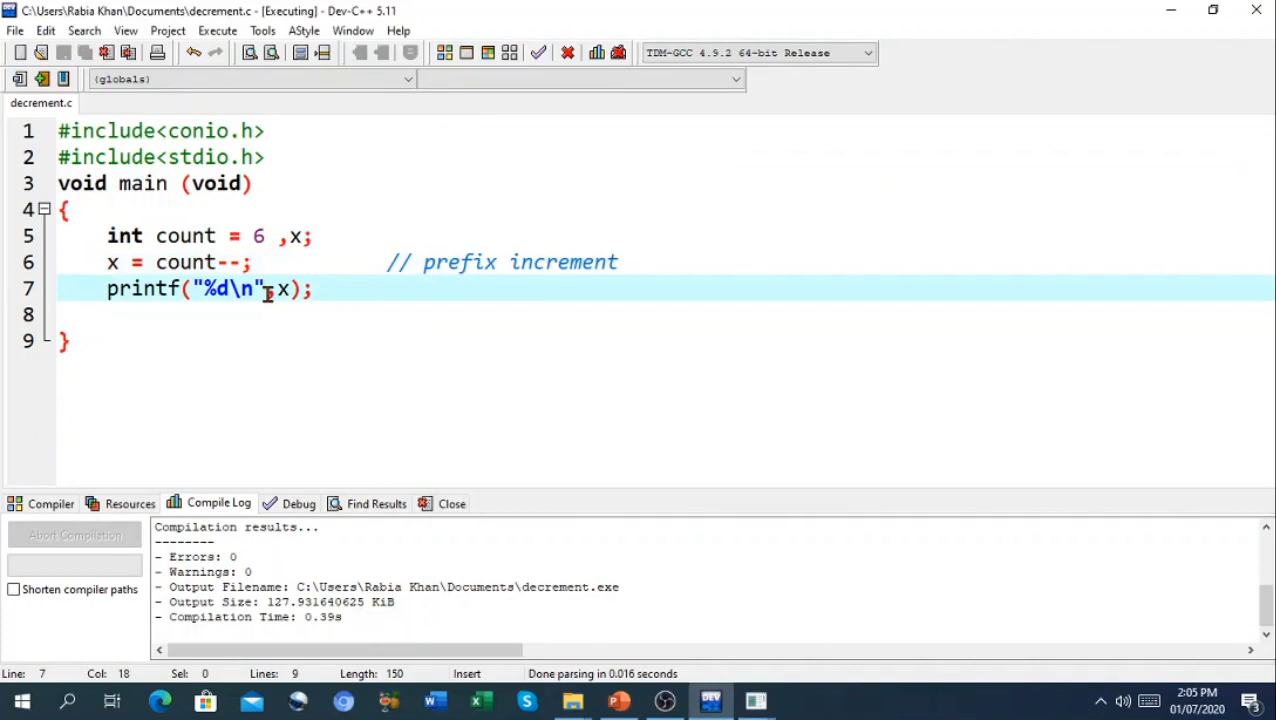 C:\Users\Rabia Khan\Documents\decrement.c - [Executing] - Dev-C++ 5.11
File Edit Search View Project Execute Tools AStyle Window Help
TDM-GCC 4.9.2 64-bit Release
(globals)
decrement.c
1 #include<conio.h>
2 #include<stdio.h>
3 void main (void)
4 {
5 int count = 6 ,x;
6 x = count--; // prefix increment
7 printf("%d\n",x);
8
9 }
Compiler Resources Compile Log Debug Find Results Close
Abort Compilation
Shorten compiler paths
Compilation results...
--------
- Errors: 0
- Warnings: 0
- Output Filename: C:\Users\Rabia Khan\Documents\decrement.exe
- Output Size: 127.931640625 KiB
- Compilation Time: 0.39s
Line: 7 Col: 18 Sel: 0 Lines: 9 Length: 150 Insert Done parsing in 0.016 seconds
2:05 PM
01/07/2020